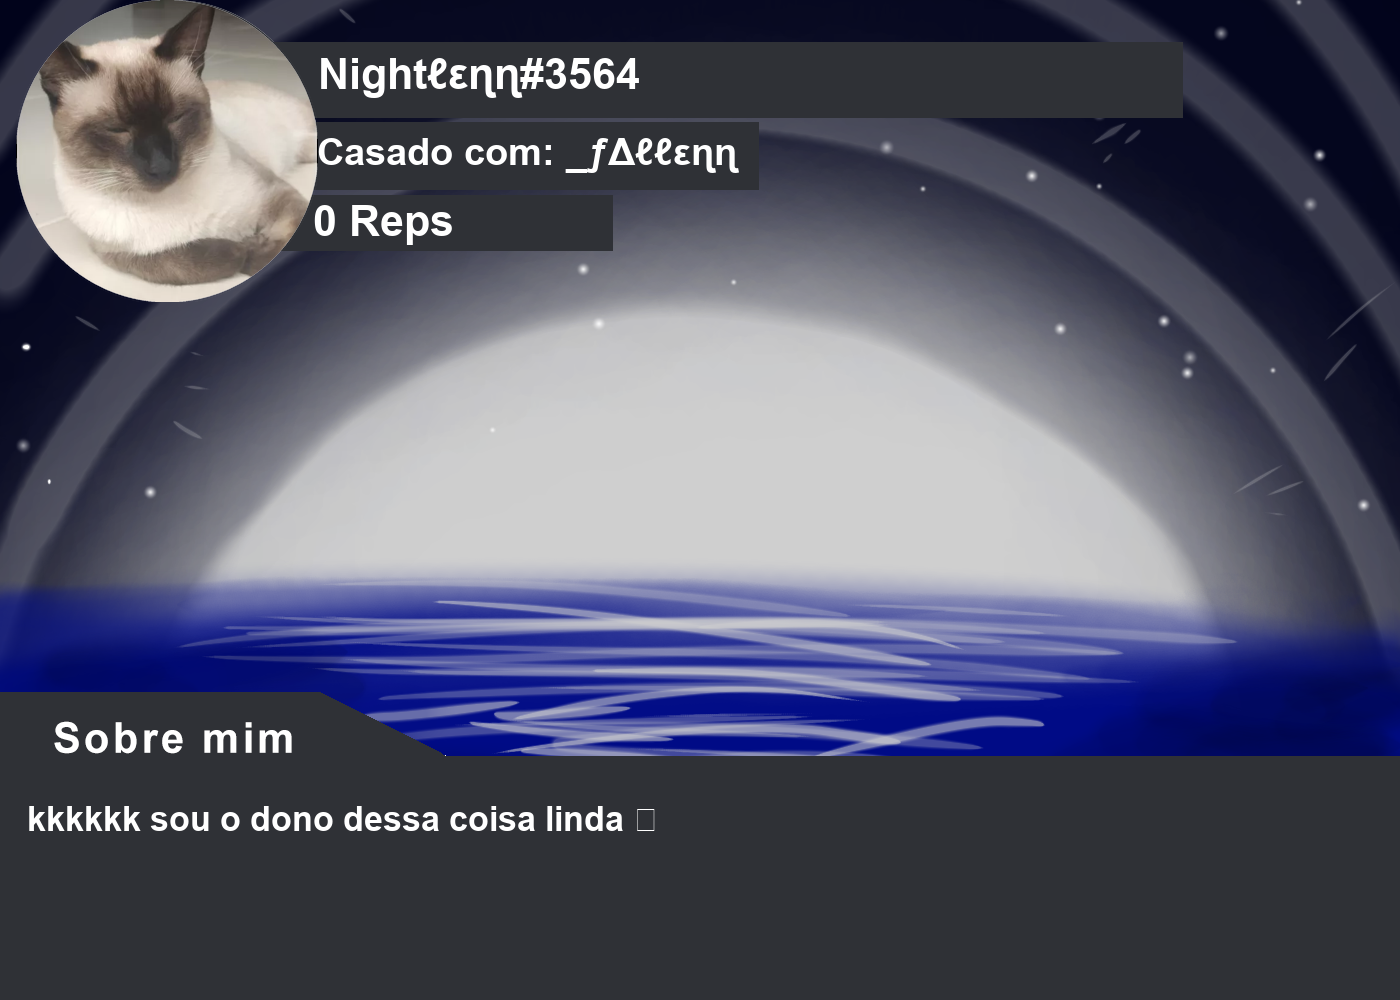 Nightℓεηη#3564
Casado com: _ƒΔℓℓεηη
0 Reps
Sobre mim
kkkkkk sou o dono dessa coisa linda □